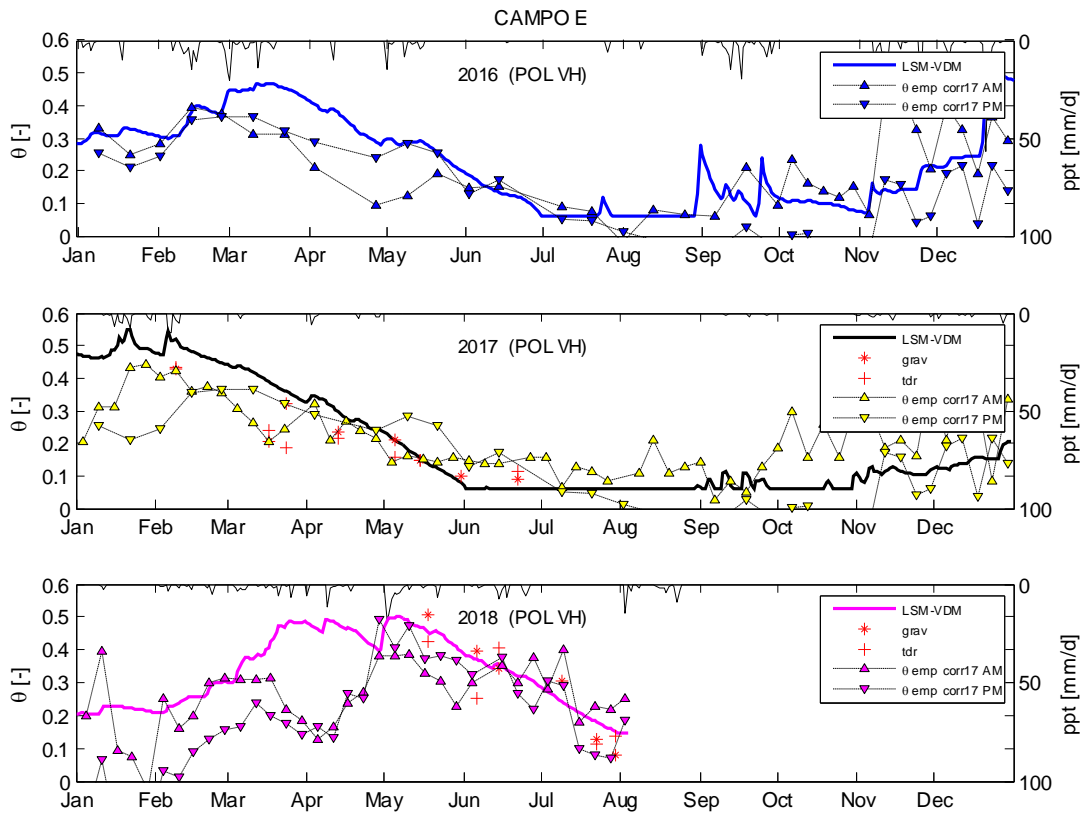 CAMPO E
0.6 0
2016 (POL VH)
LSM-VDM
θ emp corr17 AM
θ emp corr17 PM
0.5
0.4
0.3 50
0.2
0.1
0 100
θ [-]
ppt [mm/d]
Jan Feb Mar Apr May Jun Jul Aug Sep Oct Nov Dec
0.6 0
2017 (POL VH)
LSM-VDM
grav
tdr
θ emp corr17 AM
θ emp corr17 PM
0.5
0.4
0.3 50
0.2
0.1
0 100
θ [-]
ppt [mm/d]
Jan Feb Mar Apr May Jun Jul Aug Sep Oct Nov Dec
0.6 0
2018 (POL VH)
LSM-VDM
grav
tdr
θ emp corr17 AM
θ emp corr17 PM
0.5
0.4
0.3 50
0.2
0.1
0 100
θ [-]
ppt [mm/d]
Jan Feb Mar Apr May Jun Jul Aug Sep Oct Nov Dec